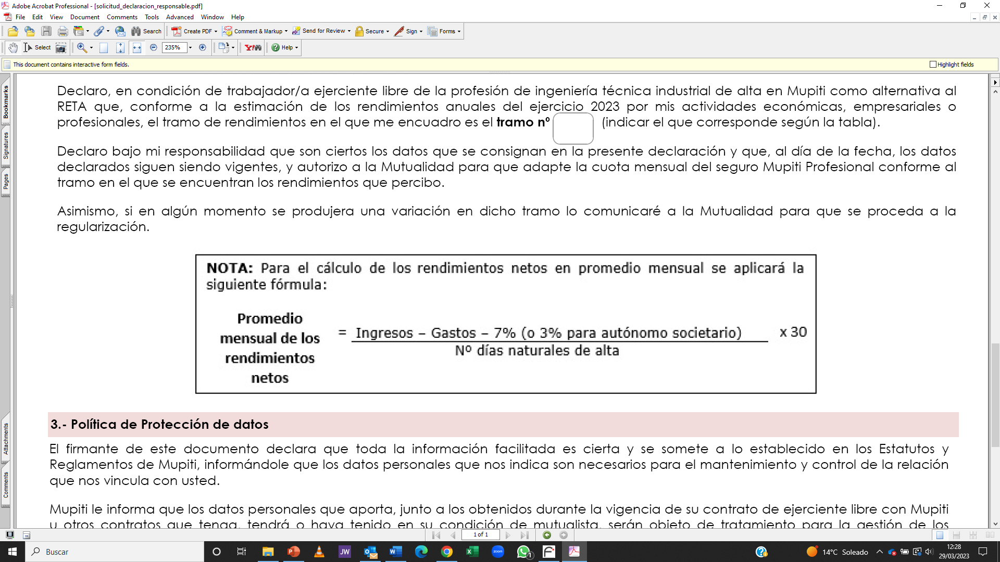 Adobe Acrobat Professional - [solicitud_declaracion_responsable.pdf]
File Edit View Document Comments Tools Advanced Window Help
Search Create PDF Comment & Markup Send for Review Secure Sign Forms
Select 235% Y! Help
This document contains interactive form fields. Highlight fields
Bookmarks
Signatures
Pages
Attachments
Comments
Declaro, en condición de trabajador/a ejerciente libre de la profesión de ingeniería técnica industrial de alta en Mupiti como alternativa al
RETA que, conforme a la estimación de los rendimientos anuales del ejercicio 2023 por mis actividades económicas, empresariales o
profesionales, el tramo de rendimientos en el que me encuadro es el tramo nº (indicar el que corresponde según la tabla).
Declaro bajo mi responsabilidad que son ciertos los datos que se consignan en la presente declaración y que, al día de la fecha, los datos
declarados siguen siendo vigentes, y autorizo a la Mutualidad para que adapte la cuota mensual del seguro Mupiti Profesional conforme al
tramo en el que se encuentran los rendimientos que percibo.
Asimismo, si en algún momento se produjera una variación en dicho tramo lo comunicaré a la Mutualidad para que se proceda a la
regularización.
NOTA: Para el cálculo de los rendimientos netos en promedio mensual se aplicará la
siguiente fórmula:
Promedio
mensual de los
rendimientos
netos
= Ingresos – Gastos – 7% (o 3% para autónomo societario) x 30
Nº días naturales de alta
3.- Política de Protección de datos
El firmante de este documento declara que toda la información facilitada es cierta y se somete a lo establecido en los Estatutos y
Reglamentos de Mupiti, informándole que los datos personales que nos indica son necesarios para el mantenimiento y control de la relación
que nos vincula con usted.
Mupiti le informa que los datos personales que aporta, junto a los obtenidos durante la vigencia de su contrato de ejerciente libre con Mupiti
u otros contratos que tenga, tendrá o haya tenido en su condición de mutualista, serán objeto de tratamiento para la gestión de los
1 of 1
Buscar
JW
zoom
1
14°C Soleado
12:28
29/03/2023